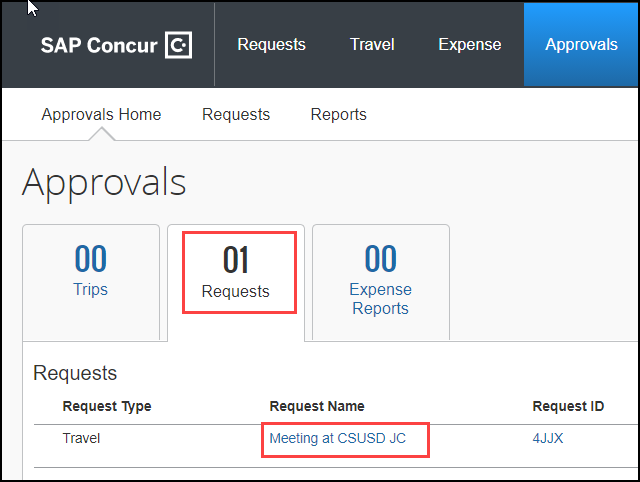 SAP Concur C Requests Travel Expense Approvals
Approvals Home Requests Reports
Approvals
00 01 00
Trips Requests Expense
Reports
Requests
Request Type Request Name Request ID
Travel Meeting at CSUSD JC 4JJX